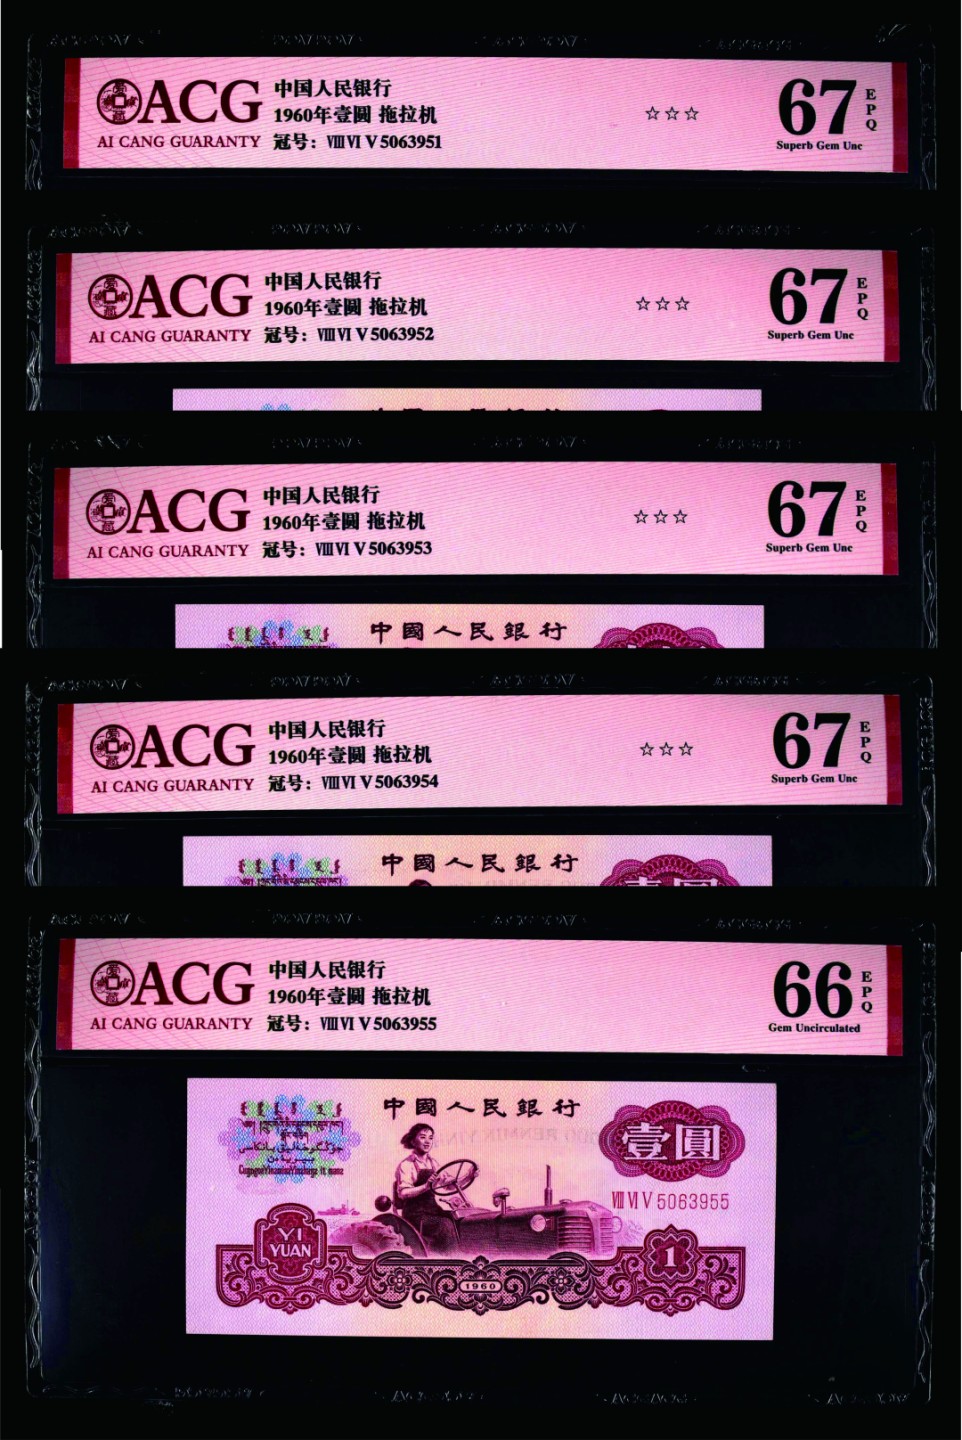 ACG
AI CANG GUARANTY
中国人民银行
1960年壹圓 拖拉机
冠号：ⅧⅥⅤ5063951
☆☆☆
67
EPQ
Superb Gem Unc
ACG
AI CANG GUARANTY
中国人民银行
1960年壹圓 拖拉机
冠号：ⅧⅥⅤ5063952
☆☆☆
67
EPQ
Superb Gem Unc
ACG
AI CANG GUARANTY
中国人民银行
1960年壹圓 拖拉机
冠号：ⅧⅥⅤ5063953
☆☆☆
67
EPQ
Superb Gem Unc
中國人民銀行
ACG
AI CANG GUARANTY
中国人民银行
1960年壹圓 拖拉机
冠号：ⅧⅥⅤ5063954
☆☆☆
67
EPQ
Superb Gem Unc
中國人民銀行
壹圓
ACG
AI CANG GUARANTY
中国人民银行
1960年壹圓 拖拉机
冠号：ⅧⅥⅤ5063955
66
EPQ
Gem Uncirculated
中國人民銀行
壹圓
ⅧⅥⅤ5063955
YI
YUAN
1960
1